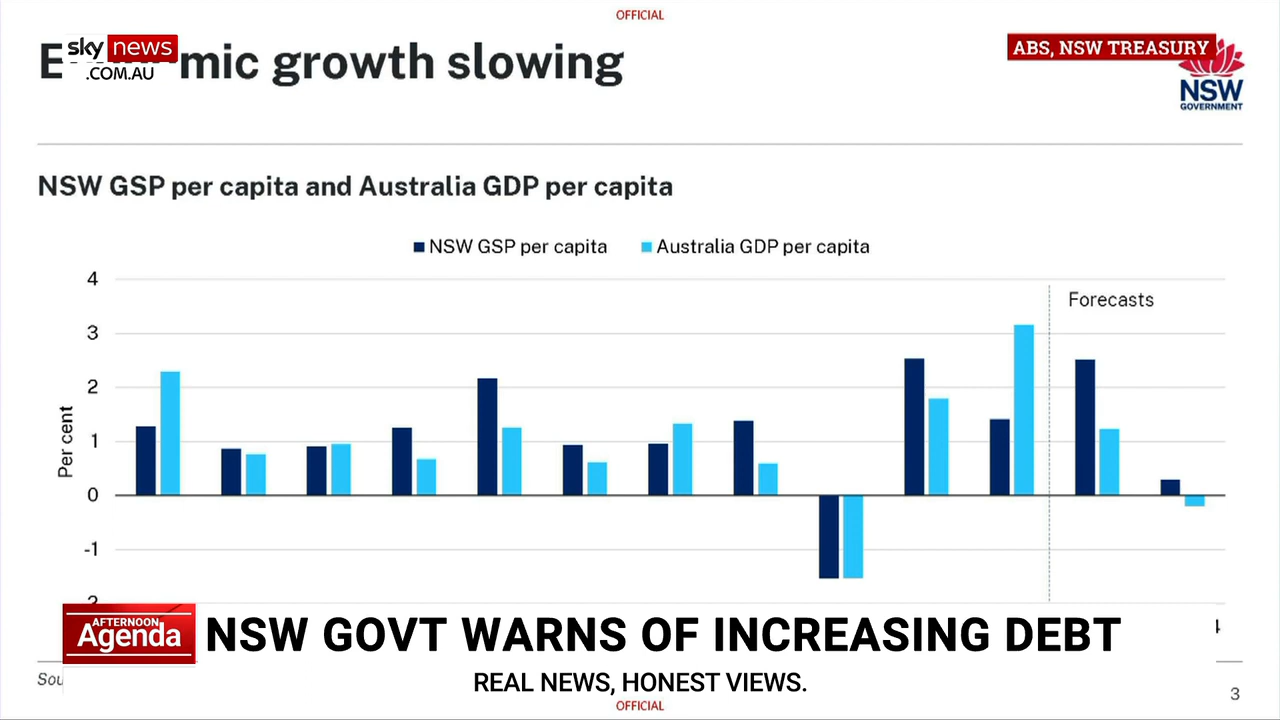 OFFICIAL
sky news
.COM.AU
mic growth slowing
ABS, NSW TREASURY
NSW
GOVERNMENT
NSW GSP per capita and Australia GDP per capita
NSW GSP per capita
Australia GDP per capita
Forecasts
Per cent
4
3
2
1
0
-1
AFTERNOON
Agenda
NSW GOVT WARNS OF INCREASING DEBT
REAL NEWS, HONEST VIEWS.
3
OFFICIAL